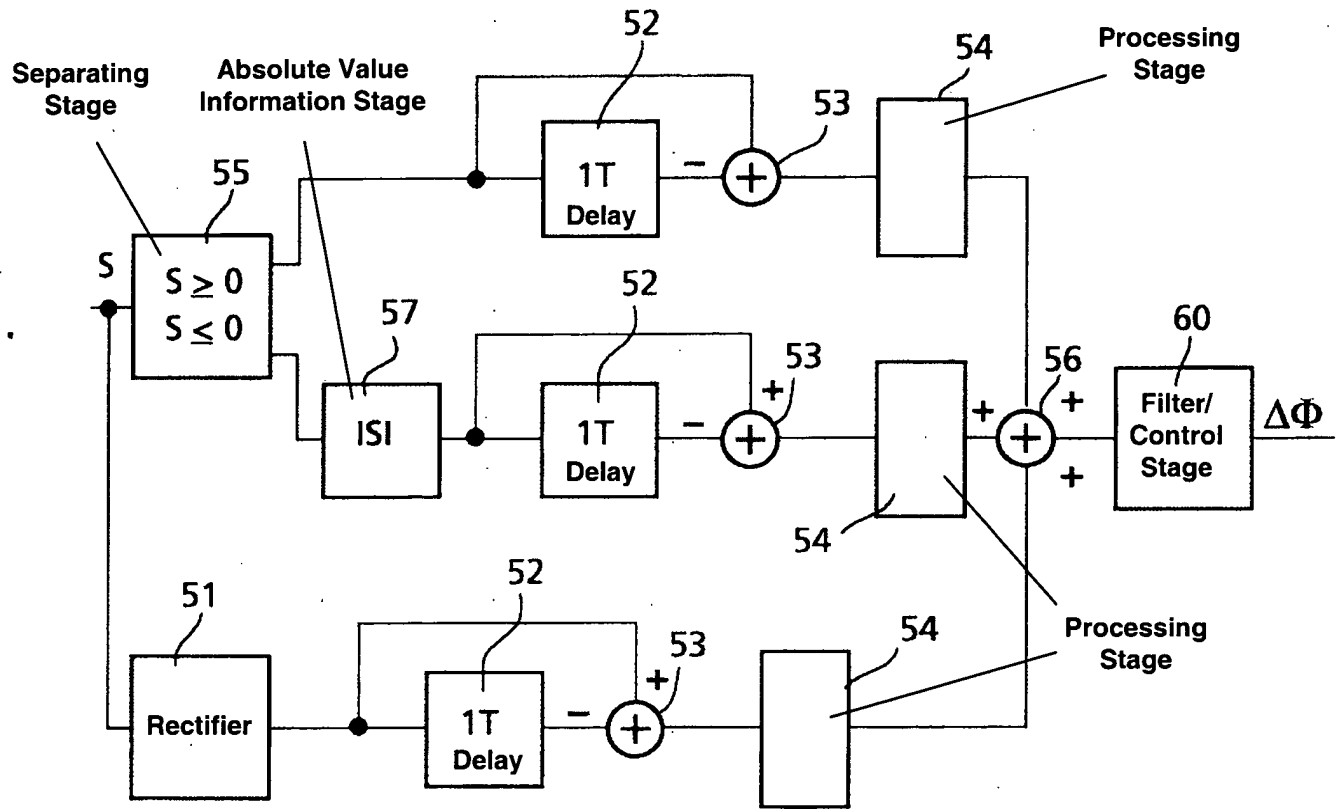 52
Processing
Stage
54
Separating
Stage
Absolute Value
Information Stage
53
55
1T
Delay
−
+
S
S ≥ 0
S ≤ 0
52
57
60
53
56
+
+
+
ISI
1T
Delay
−
+
+
Filter/
Control
Stage
ΔΦ
+
54
51
52
54
53
Processing
Stage
+
Rectifier
1T
Delay
−
+